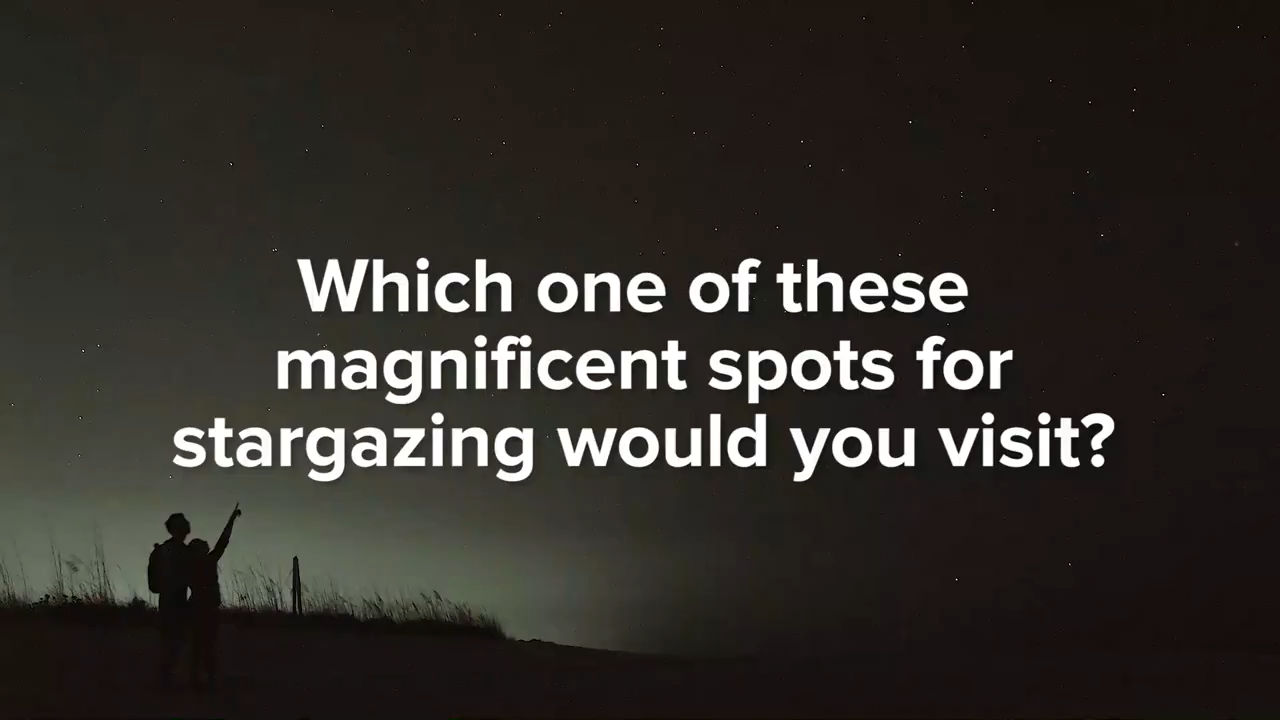 Which one of these
magnificent spots for
stargazing would you visit?